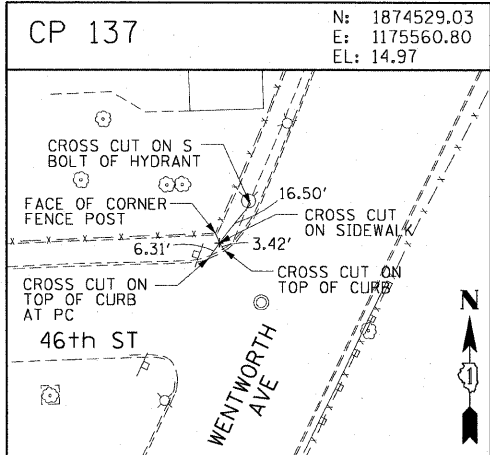 CP 137
N: 1874529.03
E: 1175560.80
EL: 14.97
CROSS CUT ON S
BOLT OF HYDRANT
16.50'
FACE OF CORNER
FENCE POST
CROSS CUT
ON SIDEWALK
6.31'
3.42'
CROSS CUT ON
TOP OF CURB
AT PC
CROSS CUT ON
TOP OF CURB
46th ST
WENTWORTH
AVE
N
1